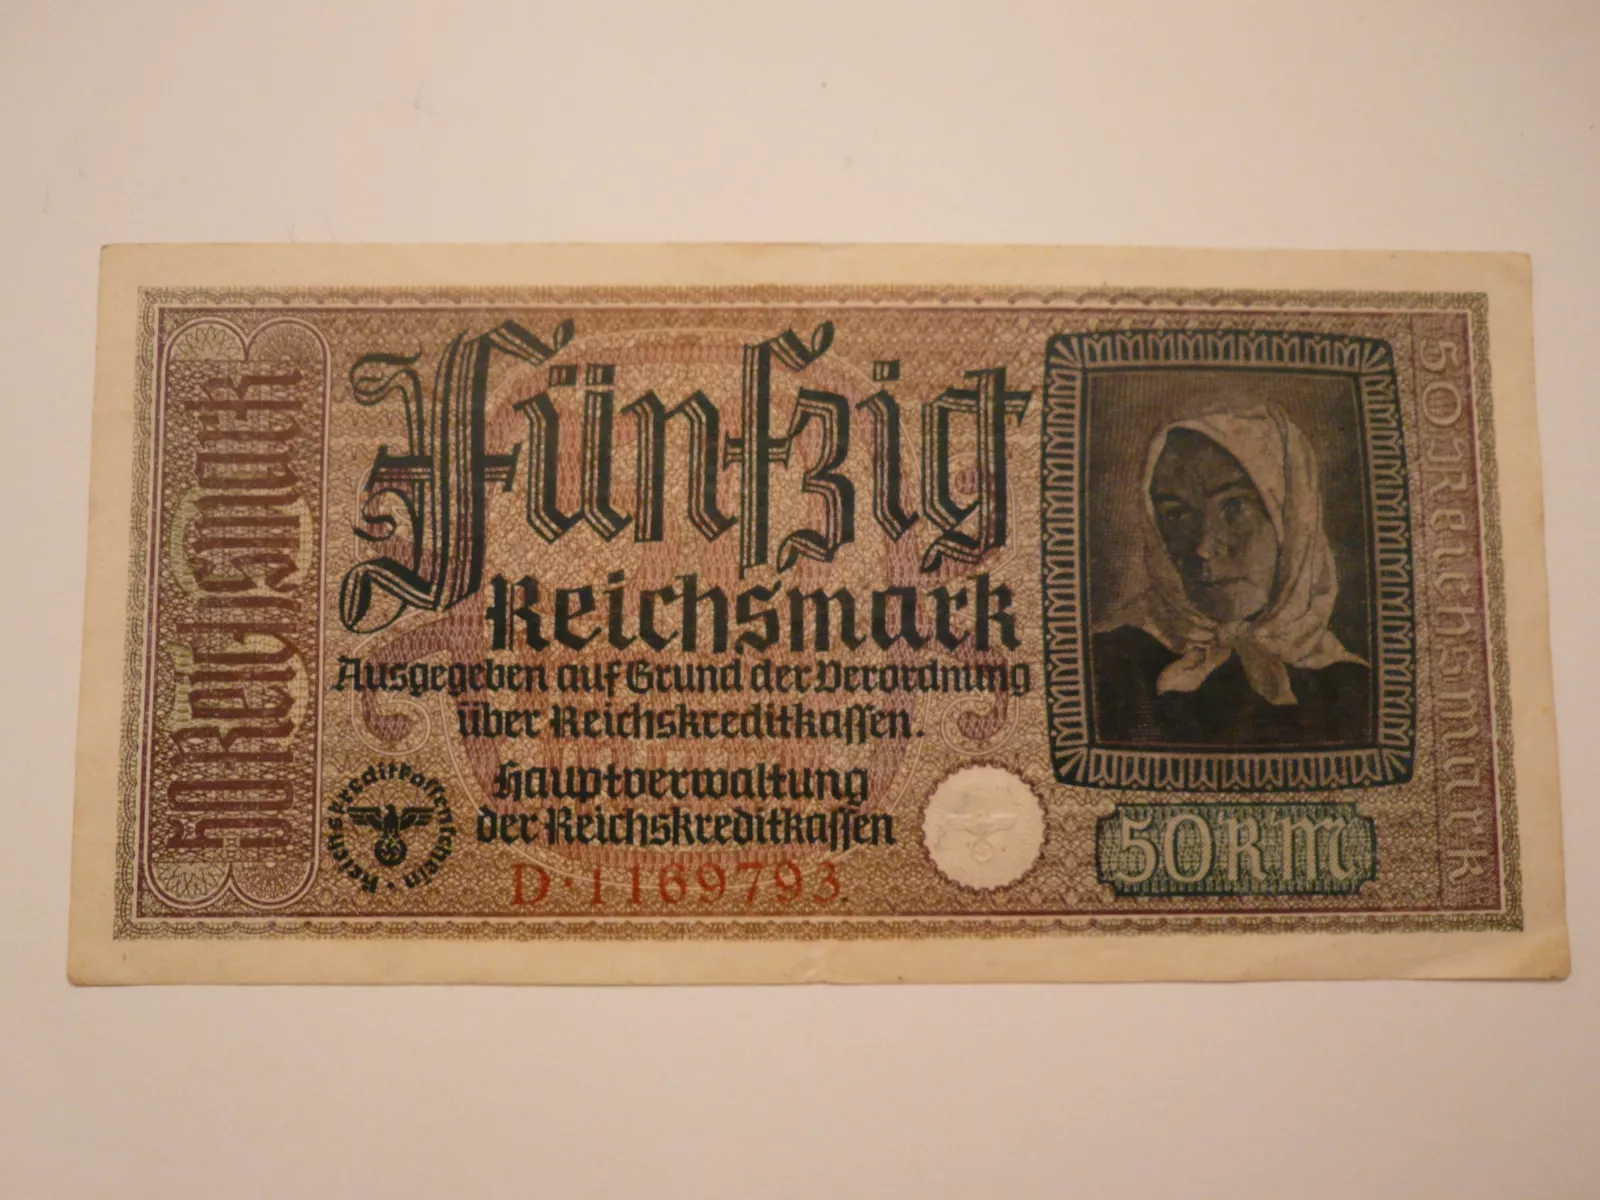 50 Reichsmark
Fünfzig
Reichsmark
Ausgegeben auf Grund der Verordnung
über Reichskreditkassen.
Hauptverwaltung
der Reichskreditkassen
Reichskreditkassenschein
D·1169793
50 RM
50 Reichsmark